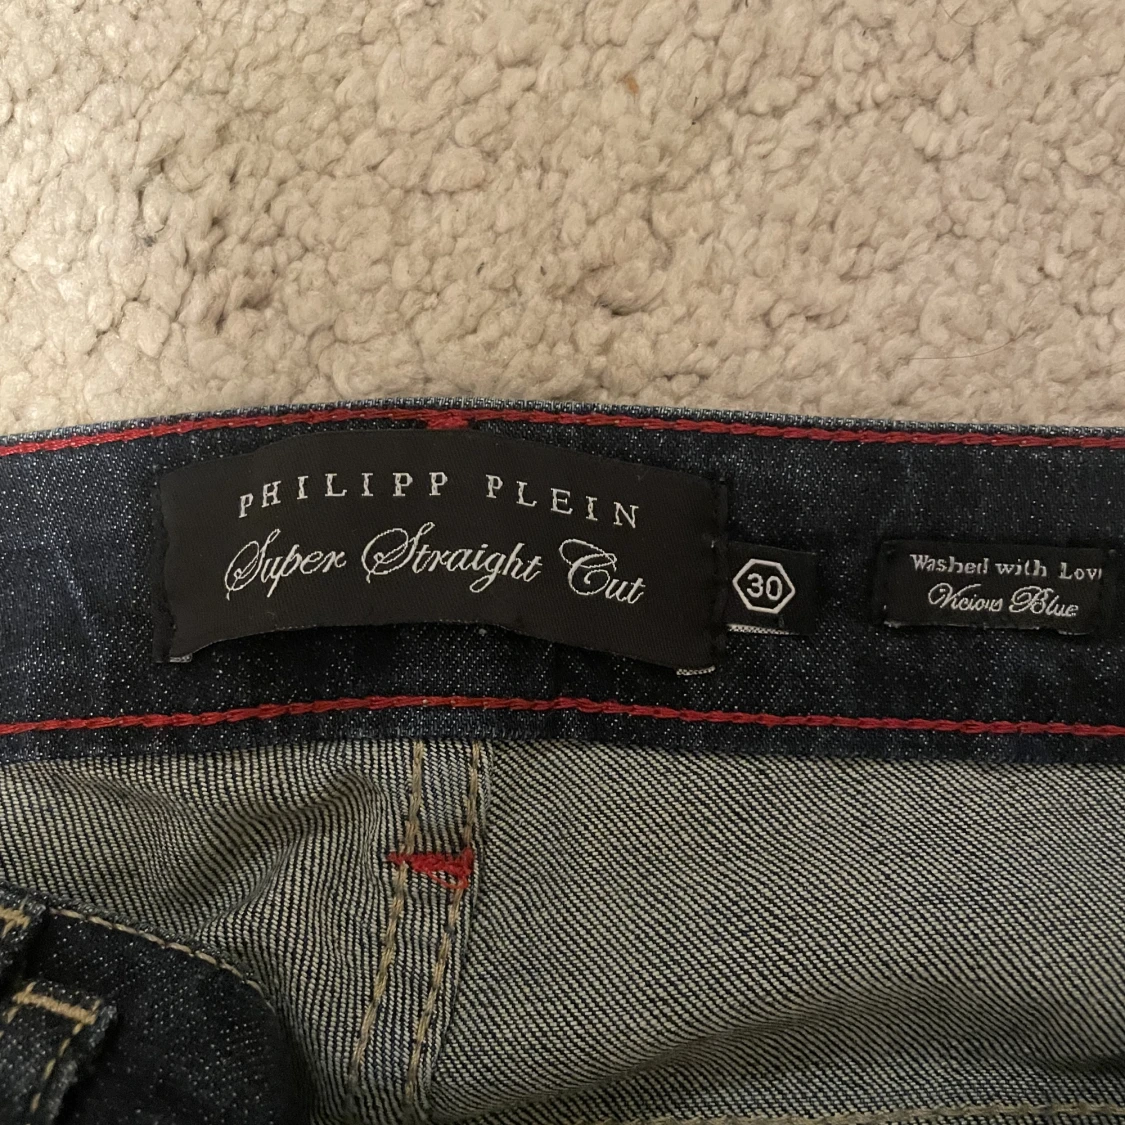 PHILIPP PLEIN
Super Straight Cut
30
Washed with Lov
Vicious Blue